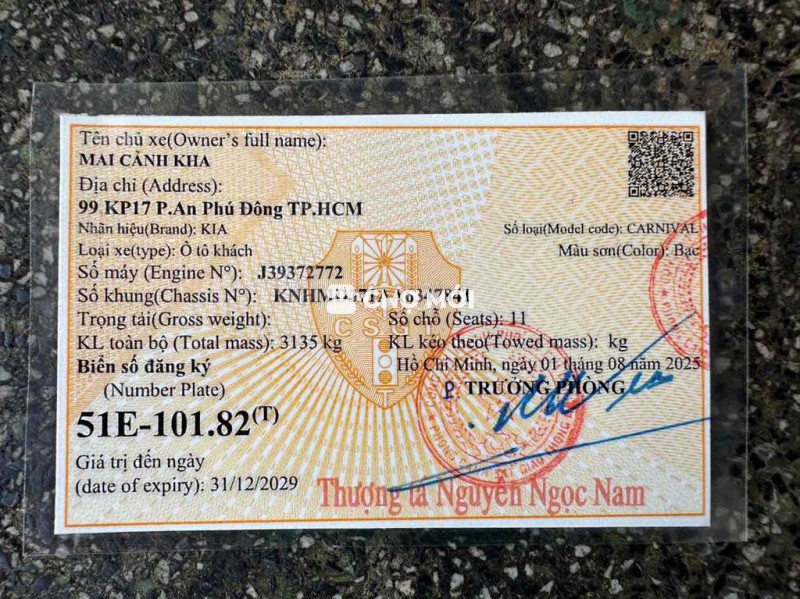 Tên chủ xe(Owner's full name):
MAI CẢNH KHA
Địa chỉ (Address):
99 KP17 P.An Phú Đông TP.HCM
Nhãn hiệu(Brand): KIA
Số loại(Model code): CARNIVAL
Loại xe(type): Ô tô khách
Màu sơn(Color): Bạc
Số máy (Engine N°): J39372772
Số khung(Chassis N°):
chợ TỐT
Trọng tải(Gross weight):
Số chỗ (Seats): 11
CSGT
KL toàn bộ (Total mass): 3135 kg
KL kéo theo(Towed mass): kg
Biển số đăng ký
Hồ Chí Minh, ngày 01 tháng 08 năm 2025
(Number Plate)
TRƯỞNG PHÒNG
51E-101.82(T)
Giá trị đến ngày
(date of expiry): 31/12/2029
Thượng tá Nguyễn Ngọc Nam